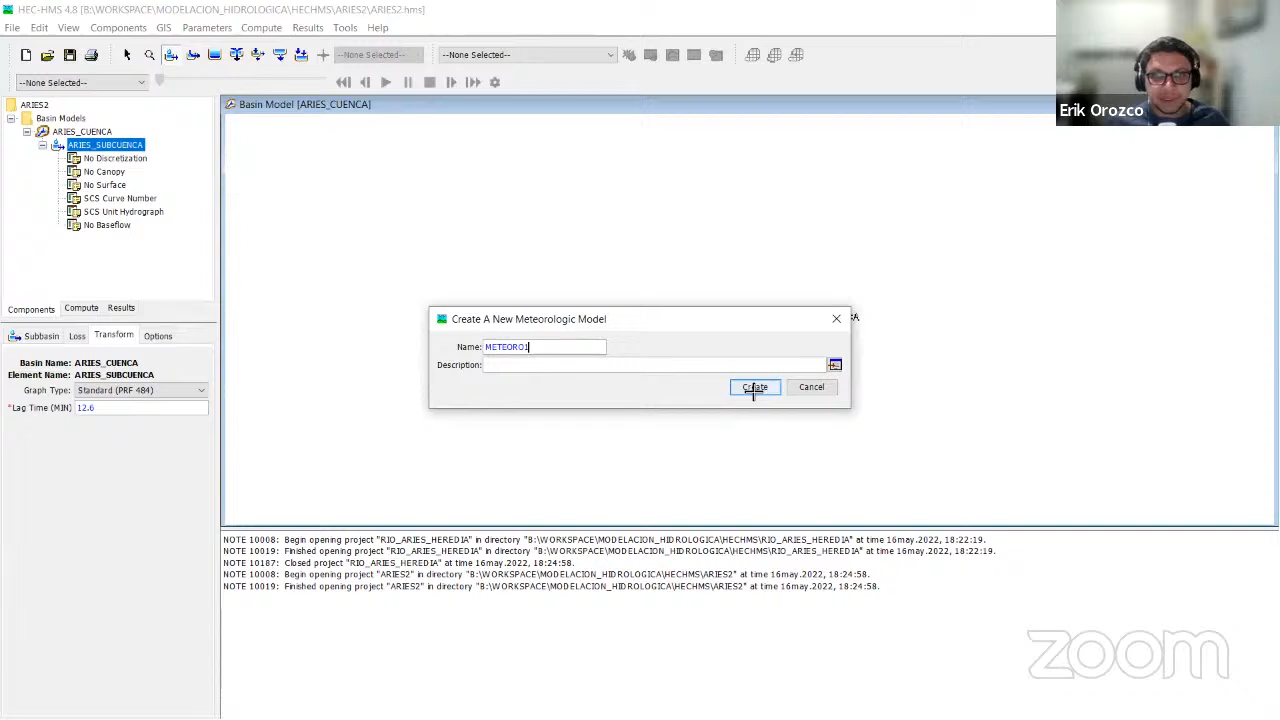 HEC-HMS 4.8 [B:\WORKSPACE\MODELACION_HIDROLOGICA\HECHMS\ARIES2\ARIES2.hms]
File Edit View Components GIS Parameters Compute Results Tools Help
--None Selected-- --None Selected--
--None Selected--
Erik Orozco
ARIES2
Basin Models
ARIES_CUENCA
ARIES_SUBCUENCA
No Discretization
No Canopy
No Surface
SCS Curve Number
SCS Unit Hydrograph
No Baseflow
Components Compute Results
Subbasin Loss Transform Options
Basin Name: ARIES_CUENCA
Element Name: ARIES_SUBCUENCA
Graph Type: Standard (PRF 484)
*Lag Time (MIN) 12.6
Basin Model [ARIES_CUENCA]
Create A New Meteorologic Model
Name: METEORO1
Description:
Create Cancel
NOTE 10008: Begin opening project "RIO_ARIES_HEREDIA" in directory "B:\WORKSPACE\MODELACION_HIDROLOGICA\HECHMS\RIO_ARIES_HEREDIA" at time 16may.2022, 18:22:19.
NOTE 10019: Finished opening project "RIO_ARIES_HEREDIA" in directory "B:\WORKSPACE\MODELACION_HIDROLOGICA\HECHMS\RIO_ARIES_HEREDIA" at time 16may.2022, 18:22:19.
NOTE 10187: Closed project "RIO_ARIES_HEREDIA" at time 16may.2022, 18:24:58.
NOTE 10008: Begin opening project "ARIES2" in directory "B:\WORKSPACE\MODELACION_HIDROLOGICA\HECHMS\ARIES2" at time 16may.2022, 18:24:58.
NOTE 10019: Finished opening project "ARIES2" in directory "B:\WORKSPACE\MODELACION_HIDROLOGICA\HECHMS\ARIES2" at time 16may.2022, 18:24:58.
zoom